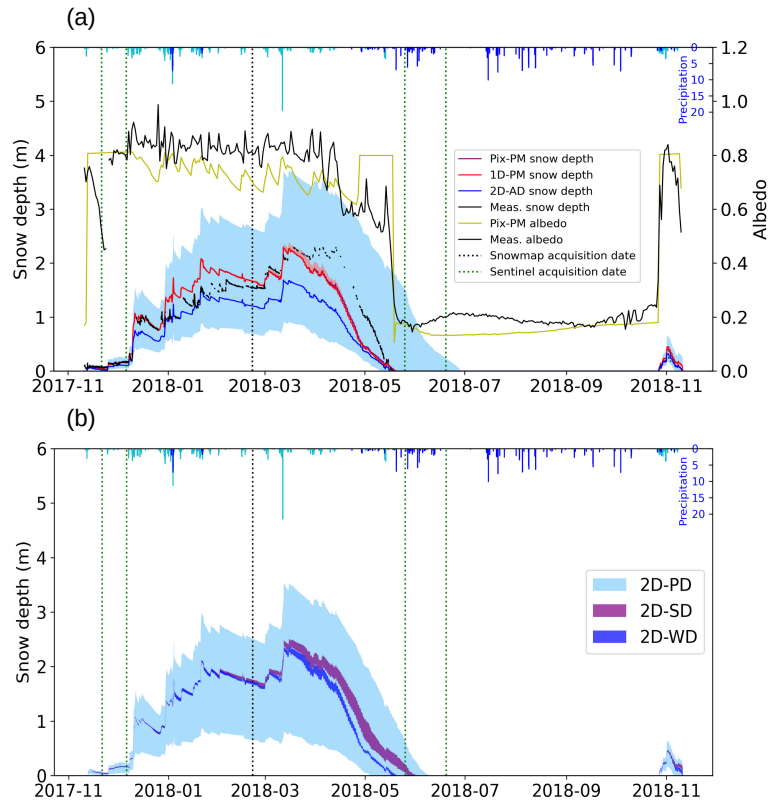 (a)
6
5
4
3
2
1
0
Snow depth (m)
1.2
1.0
0.8
0.6
0.4
0.2
0.0
Albedo
0
5
10
15
20
Precipitation
Pix-PM snow depth
1D-PM snow depth
2D-AD snow depth
Meas. snow depth
Pix-PM albedo
Meas. albedo
Snowmap acquisition date
Sentinel acquisition date
2017-11 2018-01 2018-03 2018-05 2018-07 2018-09 2018-11
(b)
6
5
4
3
2
1
0
Snow depth (m)
0
5
10
15
20
Precipitation
2D-PD
2D-SD
2D-WD
2017-11 2018-01 2018-03 2018-05 2018-07 2018-09 2018-11